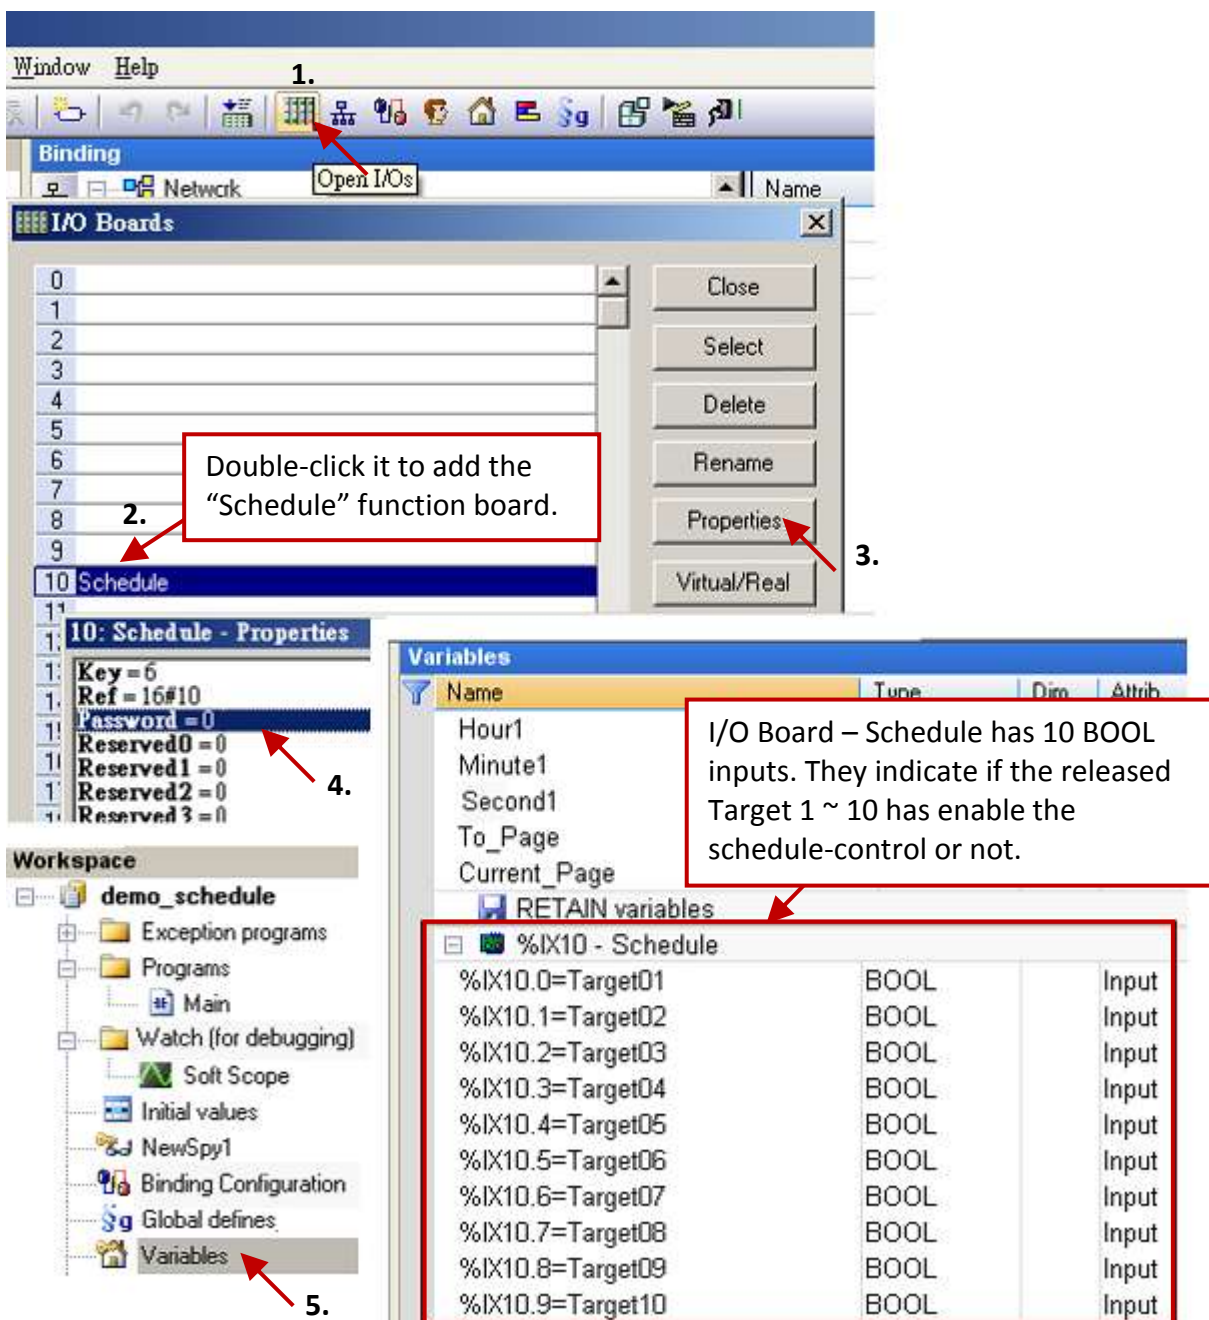 Window Help
1.
Binding
Open I/Os
Network
Name
I/O Boards
0
Close
1
2
Select
3
4
Delete
5
6
Rename
7
Double-click it to add the
“Schedule” function board.
8
2.
Properties
9
3.
10 Schedule
Virtual/Real
11
10: Schedule - Properties
Key = 6
Ref = 16#10
Password = 0
Reserved0 = 0
Reserved1 = 0
Reserved2 = 0
Reserved3 = 0
4.
Variables
Name Type Dim Attrib
Hour1
Minute1
Second1
To_Page
Current_Page
I/O Board – Schedule has 10 BOOL
inputs. They indicate if the released
Target 1 ~ 10 has enable the
schedule-control or not.
RETAIN variables
%IX10 - Schedule
%IX10.0=Target01 BOOL Input
%IX10.1=Target02 BOOL Input
%IX10.2=Target03 BOOL Input
%IX10.3=Target04 BOOL Input
%IX10.4=Target05 BOOL Input
%IX10.5=Target06 BOOL Input
%IX10.6=Target07 BOOL Input
%IX10.7=Target08 BOOL Input
%IX10.8=Target09 BOOL Input
%IX10.9=Target10 BOOL Input
Workspace
demo_schedule
Exception programs
Programs
Main
Watch (for debugging)
Soft Scope
Initial values
NewSpy1
Binding Configuration
Global defines
Variables
5.